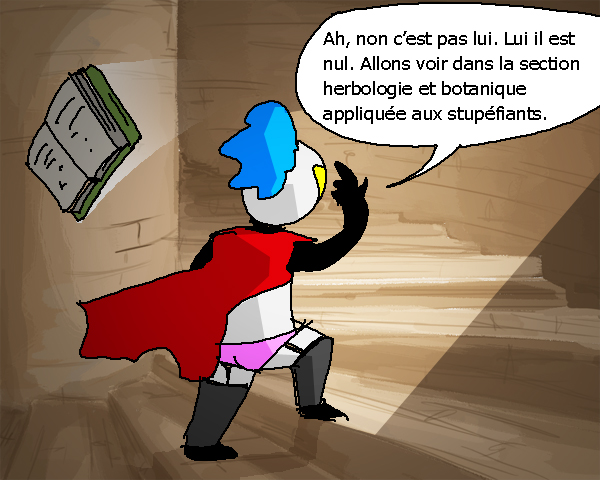 Ah, non c'est pas lui. Lui il est
nul. Allons voir dans la section
herbologie et botanique
appliquée aux stupéfiants.